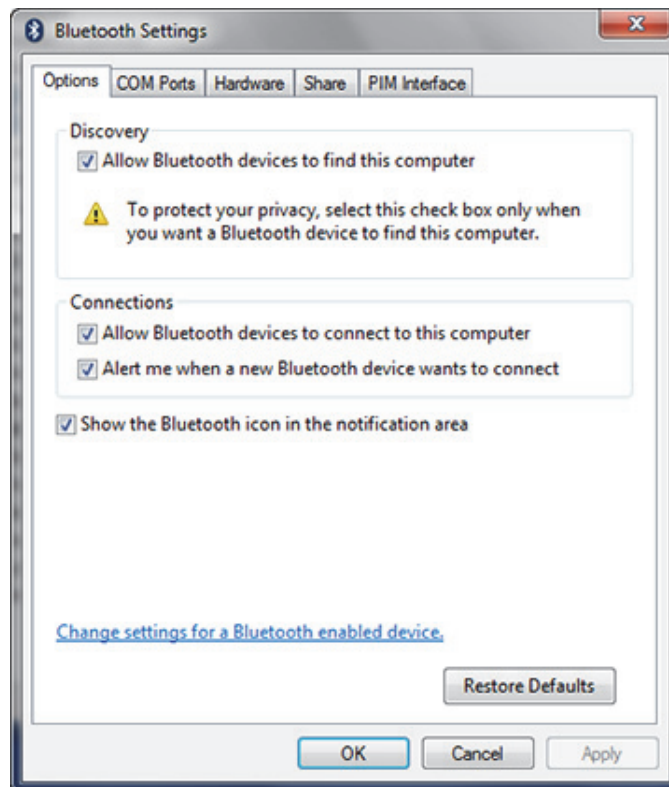 Bluetooth Settings
Options COM Ports Hardware Share PIM Interface
Discovery
Allow Bluetooth devices to find this computer
To protect your privacy, select this check box only when
you want a Bluetooth device to find this computer.
Connections
Allow Bluetooth devices to connect to this computer
Alert me when a new Bluetooth device wants to connect
Show the Bluetooth icon in the notification area
Change settings for a Bluetooth enabled device.
Restore Defaults
OK Cancel Apply